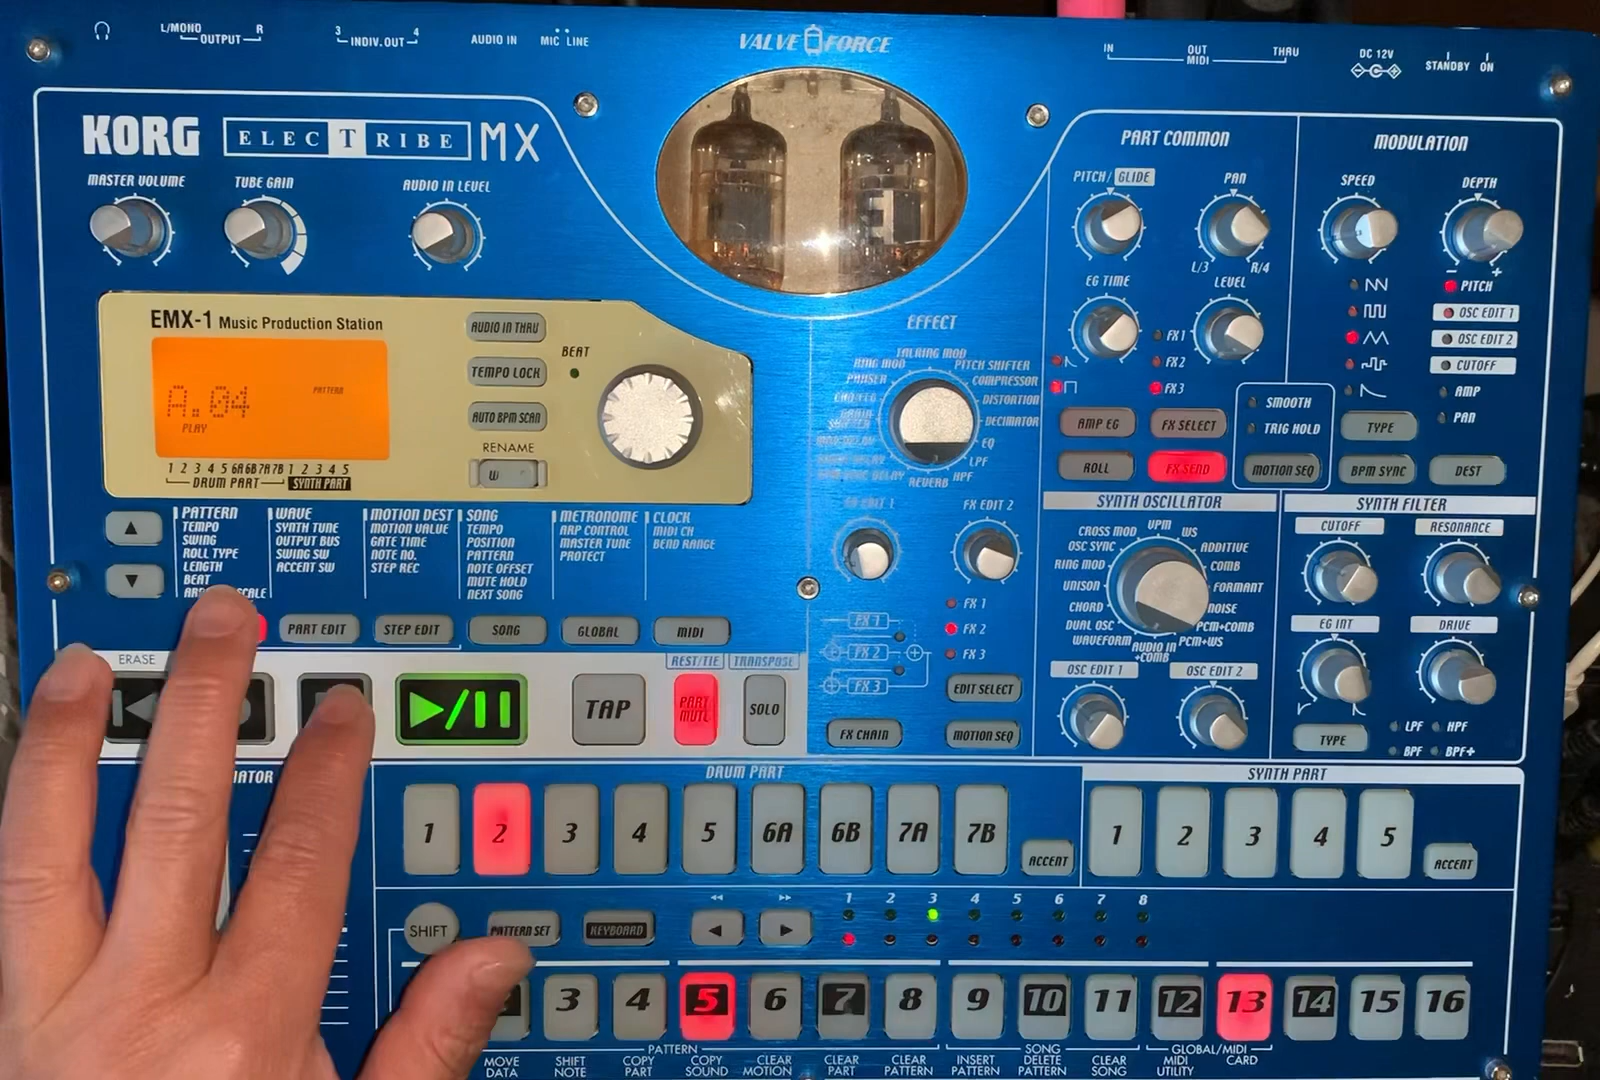 L/MONO OUTPUT R
3 INDIV.OUT 4
AUDIO IN
MIC LINE
VALVE FORCE
IN OUT THRU
MIDI
DC 12V
STANDBY ON
KORG ELECTRIBE MX
MASTER VOLUME
TUBE GAIN
AUDIO IN LEVEL
PART COMMON
MODULATION
PITCH/ GLIDE
PAN
SPEED
DEPTH
L/3 R/4
EG TIME
LEVEL
PITCH
OSC EDIT 1
OSC EDIT 2
CUTOFF
AMP
PAN
FX 1
FX 2
FX 3
SMOOTH
TRIG HOLD
AMP EG
FX SELECT
TYPE
ROLL
FX SEND
MOTION SEQ
BPM SYNC
DEST
EMX-1 Music Production Station
PATTERN
A.04
PLAY
1 2 3 4 5 6A 6B 7A 7B 1 2 3 4 5
DRUM PART SYNTH PART
AUDIO IN THRU
TEMPO LOCK
AUTO BPM SCAN
BEAT
RENAME
W
EFFECT
TALKING MOD
RING MOD
PITCH SHIFTER
COMPRESSOR
DISTORTION
DECIMATOR
EQ
LPF
HPF
REVERB
FX EDIT 2
FX 1
FX 2
FX 3
FX 1
FX 2
FX 3
EDIT SELECT
FX CHAIN
MOTION SEQ
PATTERN
TEMPO
SWING
ROLL TYPE
LENGTH
BEAT
SCALE
WAVE
SYNTH TUNE
OUTPUT BUS
SWING SW
ACCENT SW
MOTION DEST
MOTION VALUE
GATE TIME
NOTE NO.
STEP REC
SONG
TEMPO
POSITION
PATTERN
NOTE OFFSET
MUTE HOLD
NEXT SONG
METRONOME
ARP CONTROL
MASTER TUNE
PROTECT
CLOCK
MIDI CH
BEND RANGE
PART EDIT
STEP EDIT
SONG
GLOBAL
MIDI
ERASE
REST/TIE
TRANSPOSE
TAP
PART MUTE
SOLO
SYNTH OSCILLATOR
VPM
CROSS MOD
OSC SYNC
RING MOD
UNISON
CHORD
DUAL OSC
WAVEFORM
AUDIO IN
+COMB
WS
ADDITIVE
COMB
FORMANT
NOISE
PCM+COMB
PCM+WS
OSC EDIT 1
OSC EDIT 2
SYNTH FILTER
CUTOFF
RESONANCE
EG INT
DRIVE
TYPE
LPF
HPF
BPF
BPF+
DRUM PART
SYNTH PART
1 2 3 4 5 6A 6B 7A 7B ACCENT
1 2 3 4 5 ACCENT
SHIFT
PATTERN SET
KEYBOARD
1 2 3 4 5 6 7 8
3 4 5 6 7 8 9 10 11 12 13 14 15 16
PATTERN
SONG
GLOBAL/MIDI
MOVE DATA
SHIFT NOTE
COPY PART
COPY SOUND
CLEAR MOTION
CLEAR PART
CLEAR PATTERN
INSERT PATTERN
DELETE PATTERN
CLEAR SONG
MIDI UTILITY
CARD